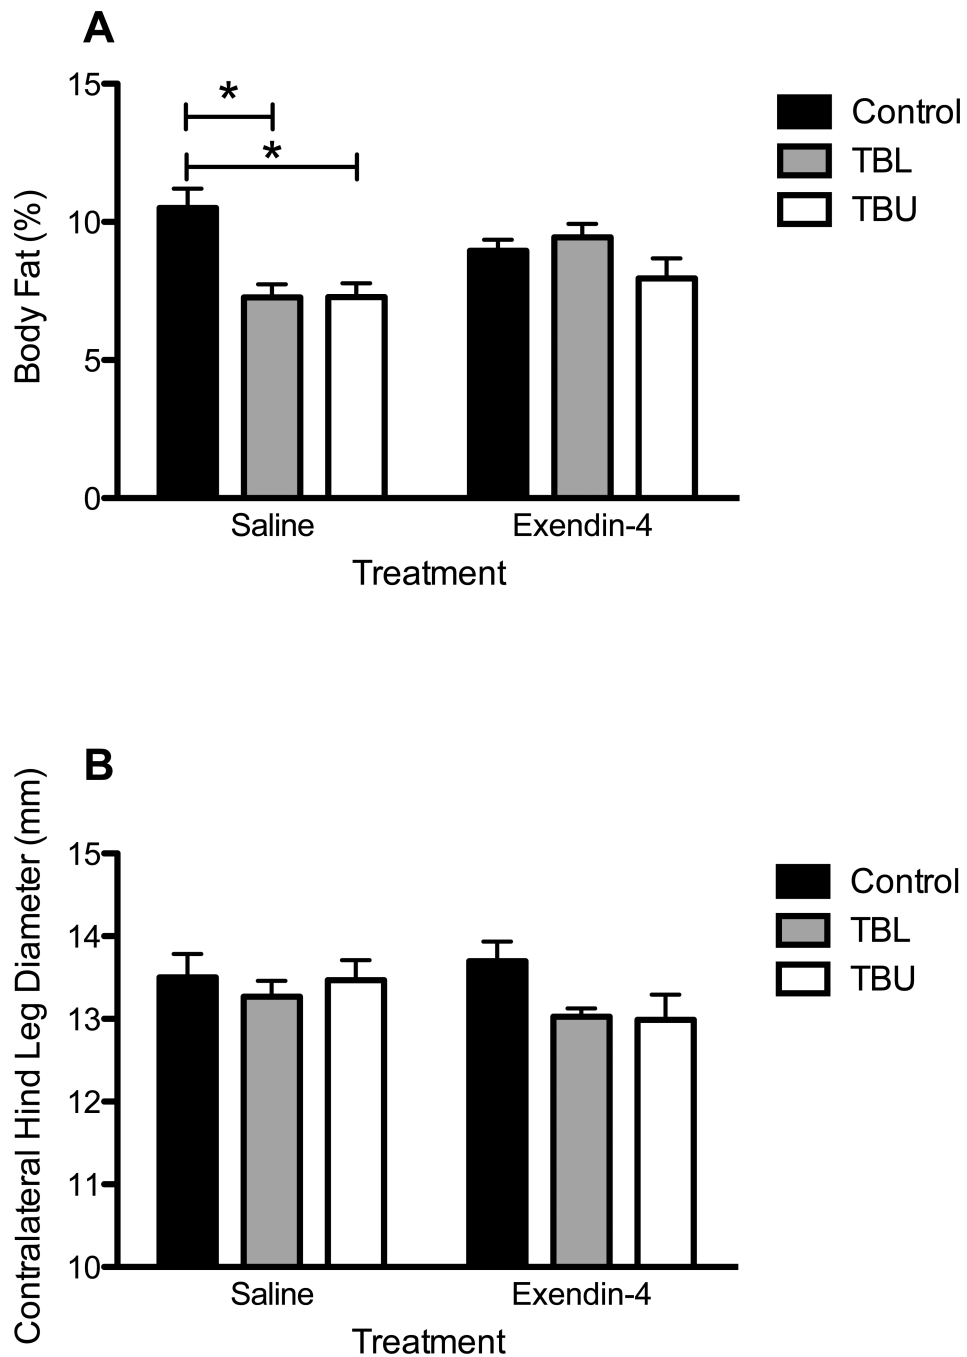 A
Body Fat (%)
15
10
5
0
*
*
Control
TBL
TBU
Saline
Exendin-4
Treatment
B
Contralateral Hind Leg Diameter (mm)
15
14
13
12
11
10
Control
TBL
TBU
Saline
Exendin-4
Treatment